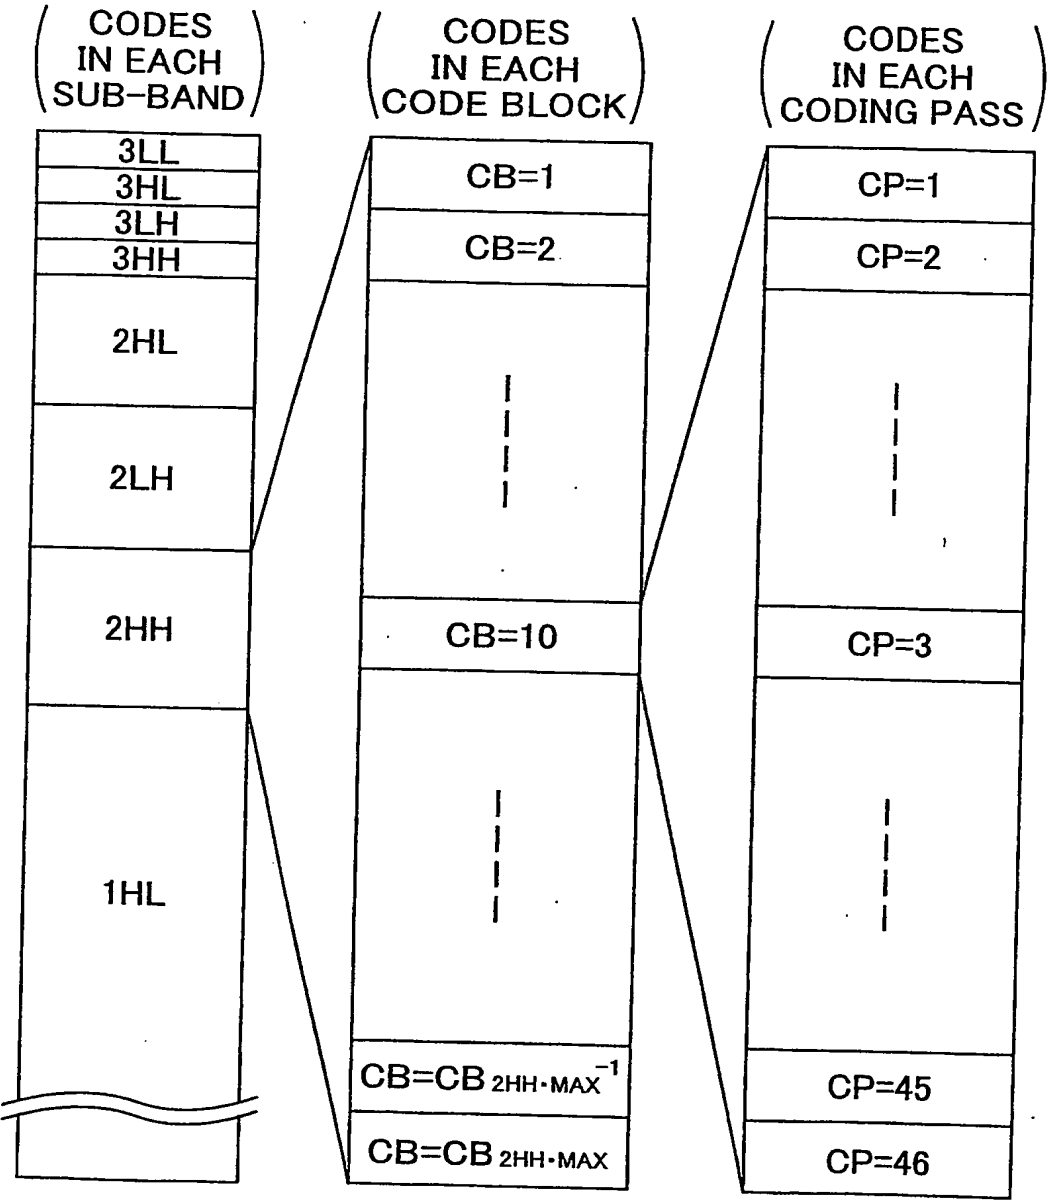 CODES
IN EACH
SUB-BAND
3LL
3HL
3LH
3HH
2HL
2LH
2HH
1HL
CODES
IN EACH
CODE BLOCK
CB=1
CB=2
CB=10
CB=CB 2HH·MAX-1
CB=CB 2HH·MAX
CODES
IN EACH
CODING PASS
CP=1
CP=2
CP=3
CP=45
CP=46